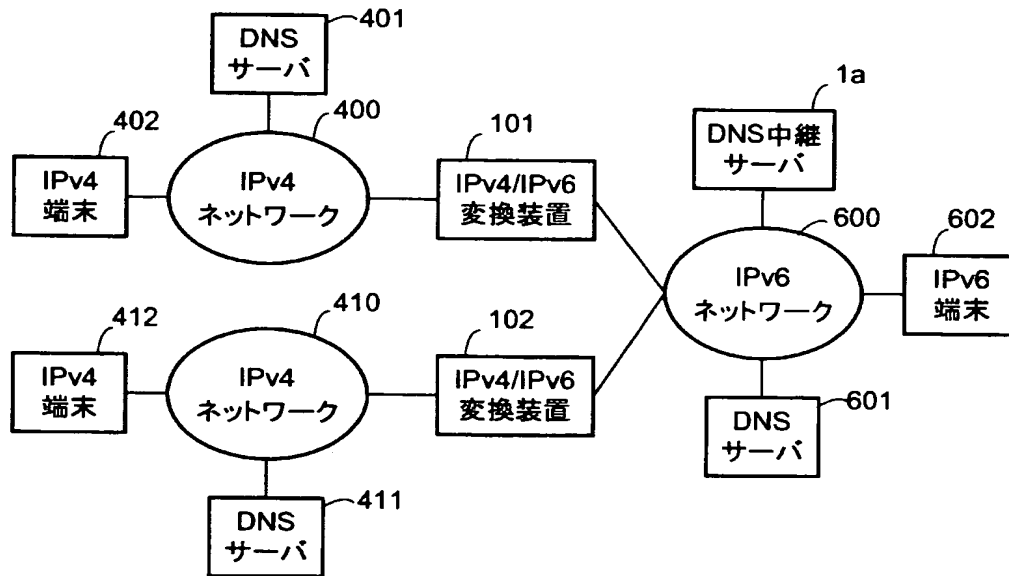 401
DNS
サーバ
400
402
IPv4
端末
IPv4
ネットワーク
101
IPv4/IPv6
変換装置
1a
DNS中継
サーバ
600
602
IPv6
ネットワーク
IPv6
端末
410
412
IPv4
端末
IPv4
ネットワーク
102
IPv4/IPv6
変換装置
601
DNS
サーバ
411
DNS
サーバ